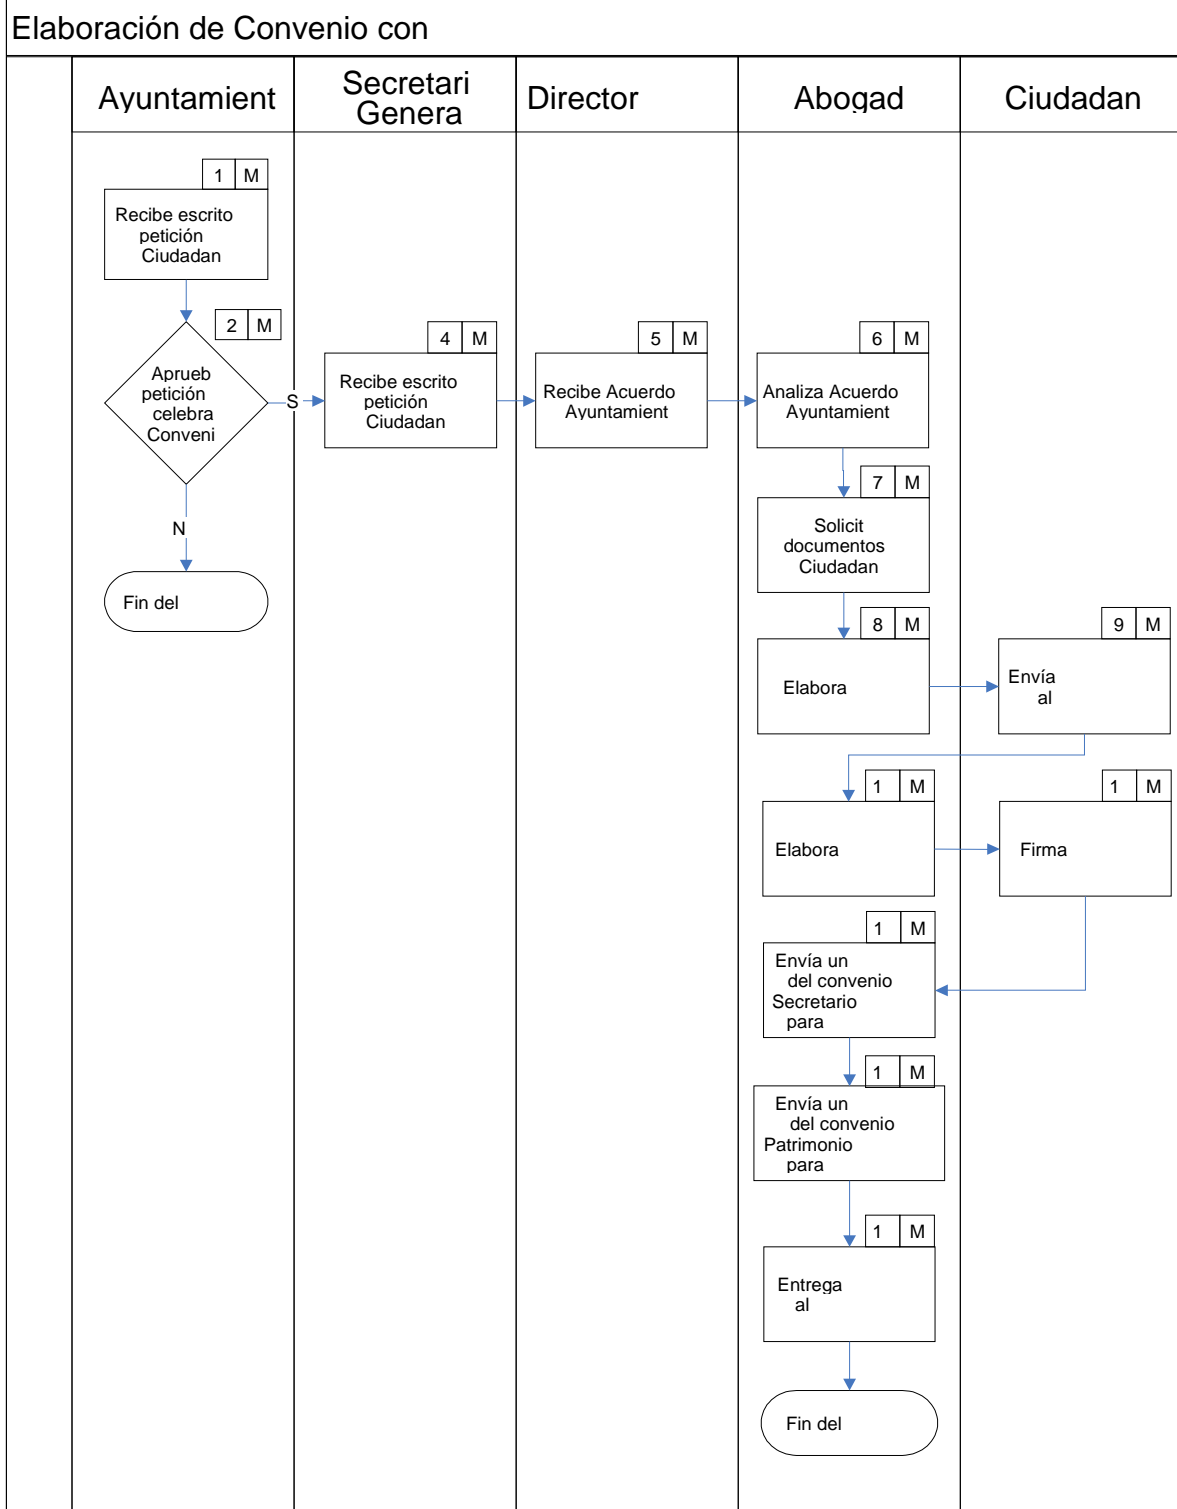 Elaboración de Convenio con
Ayuntamient
Secretari
Genera
Director
Abogad
Ciudadan
1 M
Recibe escrito
petición
Ciudadan
2 M
Aprueb
petición
celebra
Conveni
S
N
Fin del
4 M
Recibe escrito
petición
Ciudadan
5 M
Recibe Acuerdo
Ayuntamient
6 M
Analiza Acuerdo
Ayuntamient
7 M
Solicit
documentos
Ciudadan
8 M
Elabora
9 M
Envía
al
1 M
Elabora
1 M
Firma
1 M
Envía un
del convenio
Secretario
para
1 M
Envía un
del convenio
Patrimonio
para
1 M
Entrega
al
Fin del